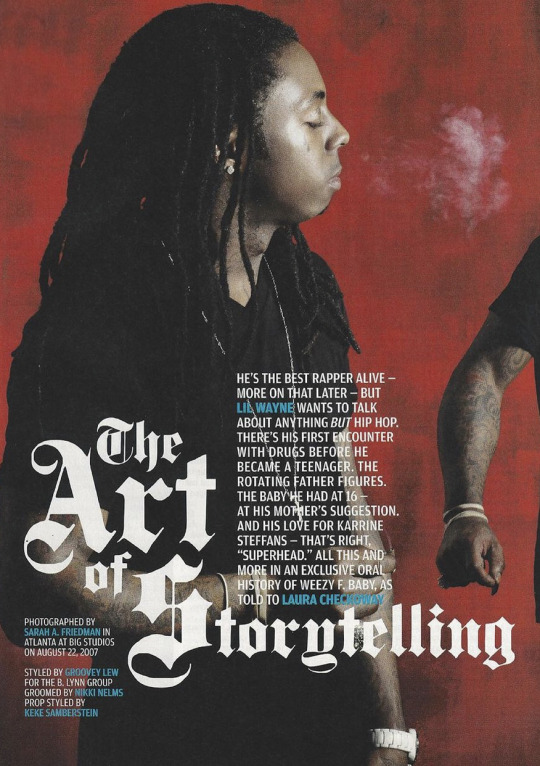 HE'S THE BEST RAPPER ALIVE –
MORE ON THAT LATER – BUT
LIL WAYNE WANTS TO TALK
ABOUT ANYTHING BUT HIP HOP.
THERE'S HIS FIRST ENCOUNTER
WITH DRUGS BEFORE HE
BECAME A TEENAGER. THE
ROTATING FATHER FIGURES.
THE BABY HE HAD AT 16 –
AT HIS MOTHER'S SUGGESTION.
AND HIS LOVE FOR KARRINE
STEFFANS – THAT'S RIGHT,
"SUPERHEAD." ALL THIS AND
MORE IN AN EXCLUSIVE ORAL
HISTORY OF WEEZY F. BABY, AS
TOLD TO LAURA CHECKOWAY
The
Art
of
Storytelling
PHOTOGRAPHED BY
SARAH A. FRIEDMAN IN
ATLANTA AT BIG STUDIOS
ON AUGUST 22, 2007
STYLED BY GROOVEY LEW
FOR THE B. LYNN GROUP
GROOMED BY NIKKI NELMS
PROP STYLED BY
KEKE SAMBERSTEIN